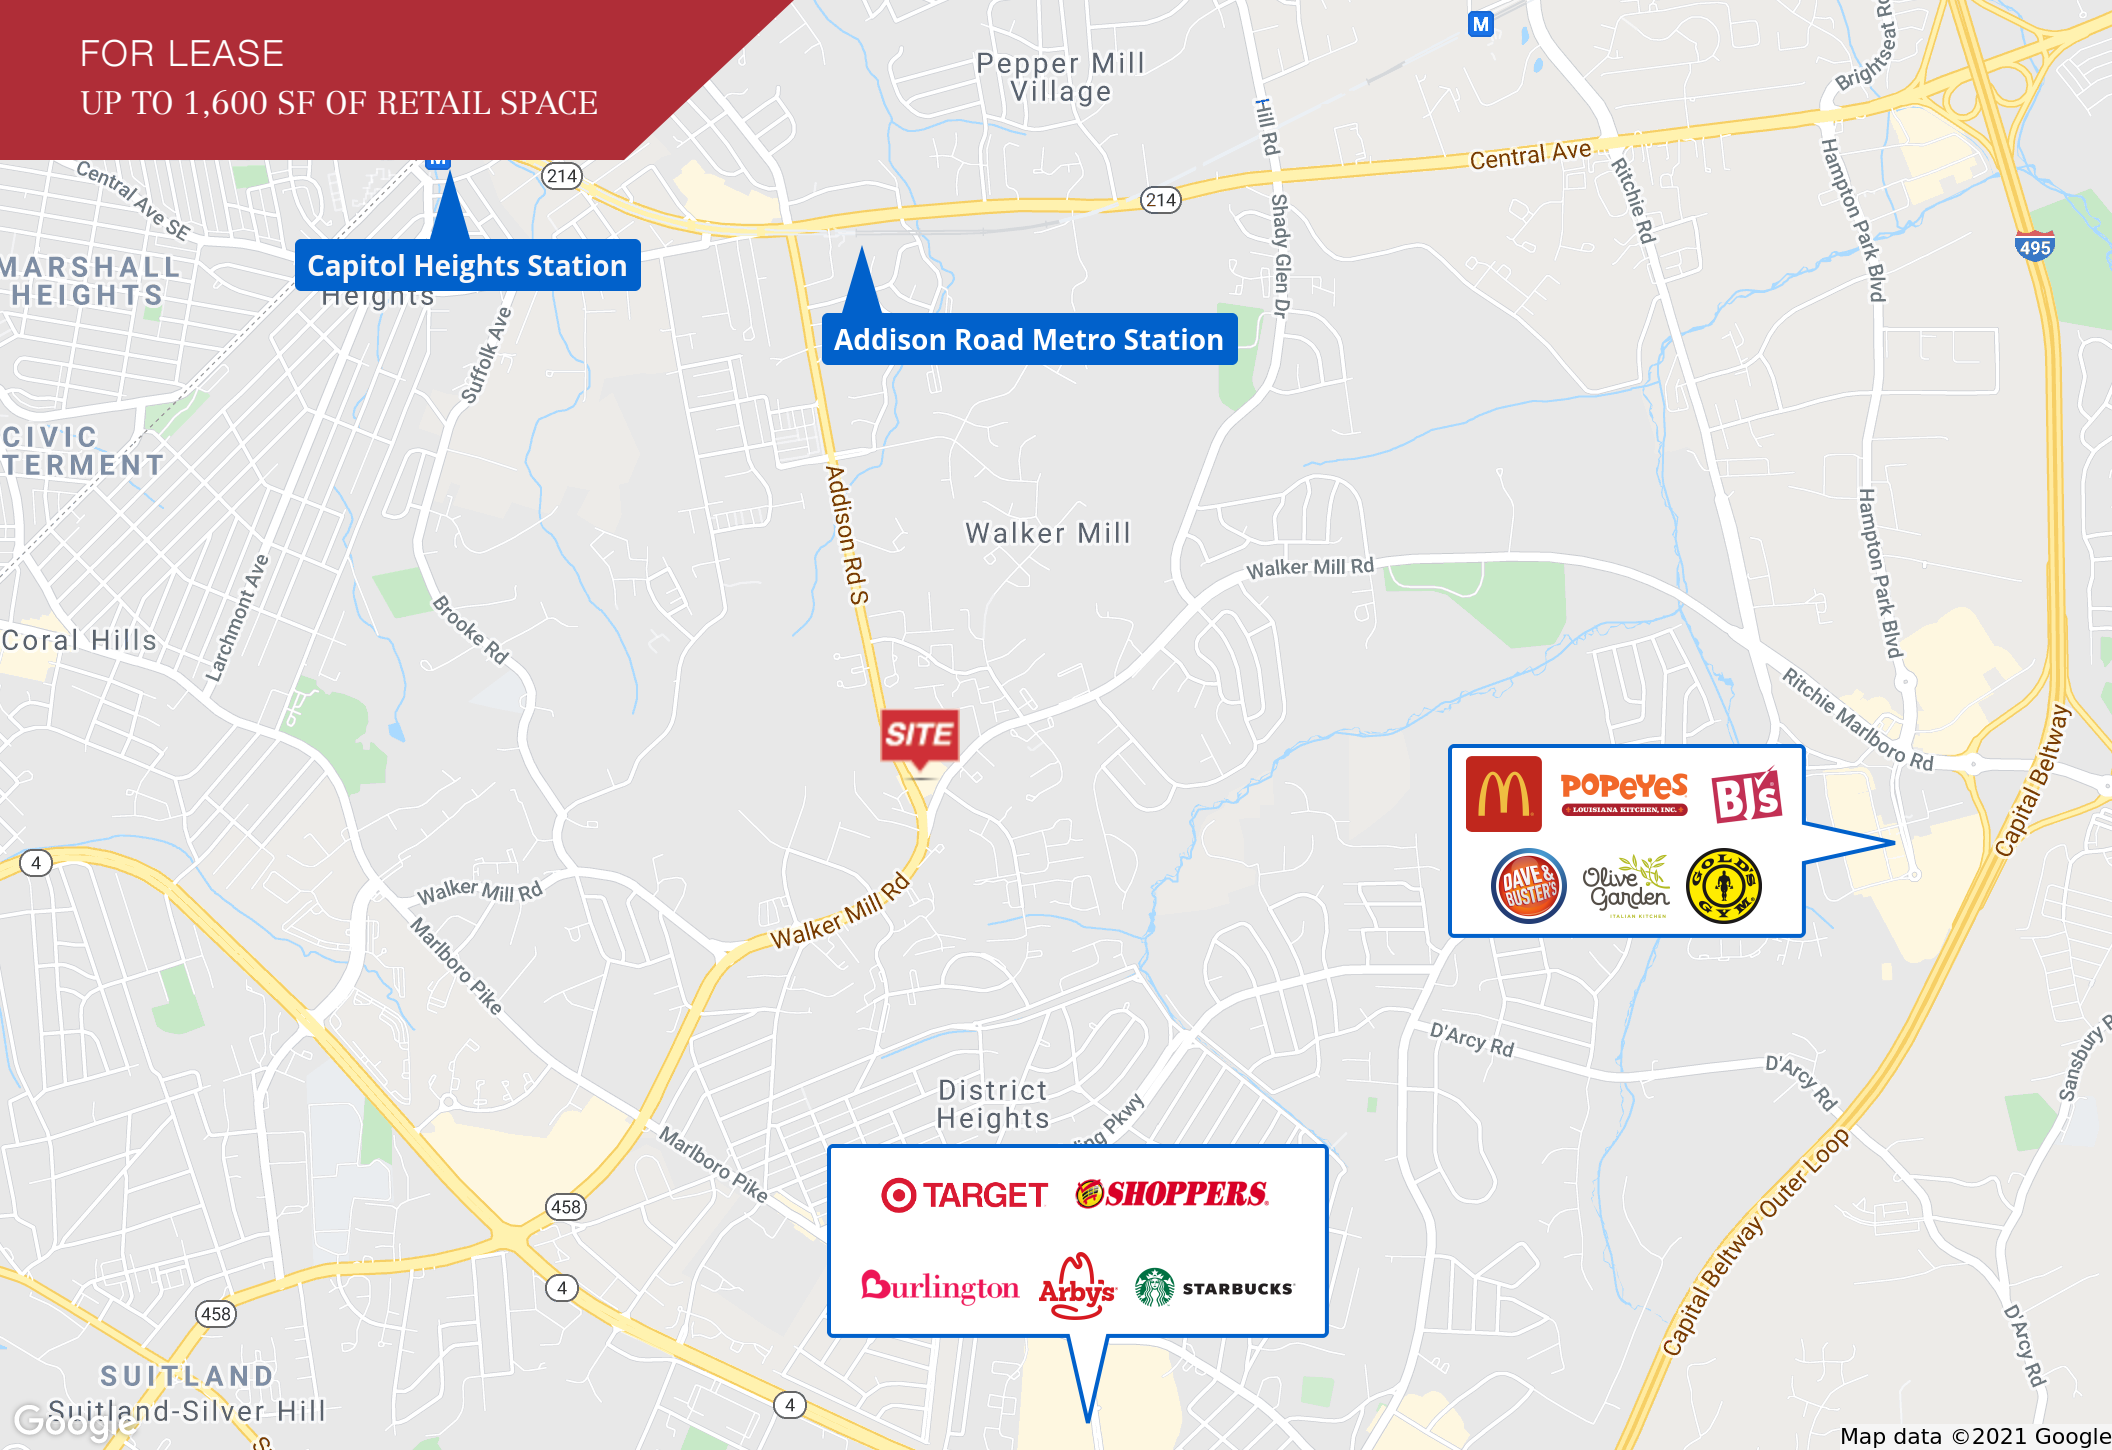 FOR LEASE
UP TO 1,600 SF OF RETAIL SPACE
Pepper Mill
Village
M
M
Brightseat Rd
Hill Rd
Central Ave
214
214
Central Ave SE
Ritchie Rd
Hampton Park Blvd
Shady Glen Dr
495
MARSHALL
HEIGHTS
Capitol Heights Station
Heights
Suffolk Ave
Addison Road Metro Station
CIVIC
TERMENT
Addison Rd S
Walker Mill
Walker Mill Rd
Hampton Park Blvd
Larchmont Ave
Brooke Rd
Coral Hills
Ritchie Marlboro Rd
SITE
Capital Beltway
POPEYES
LOUISIANA KITCHEN, INC.
BJ's
DAVE &
BUSTER'S
Olive
Garden
ITALIAN KITCHEN
GOLD'S
GYM
4
Walker Mill Rd
Walker Mill Rd
Marlboro Pike
D'Arcy Rd
D'Arcy Rd
Sansbury R
District
Heights
ling Pkwy
Marlboro Pike
Capital Beltway Outer Loop
TARGET
SHOPPERS
Burlington
Arby's
STARBUCKS
458
4
458
D'Arcy Rd
SUITLAND
Suitland-Silver Hill
4
Google
Map data ©2021 Google